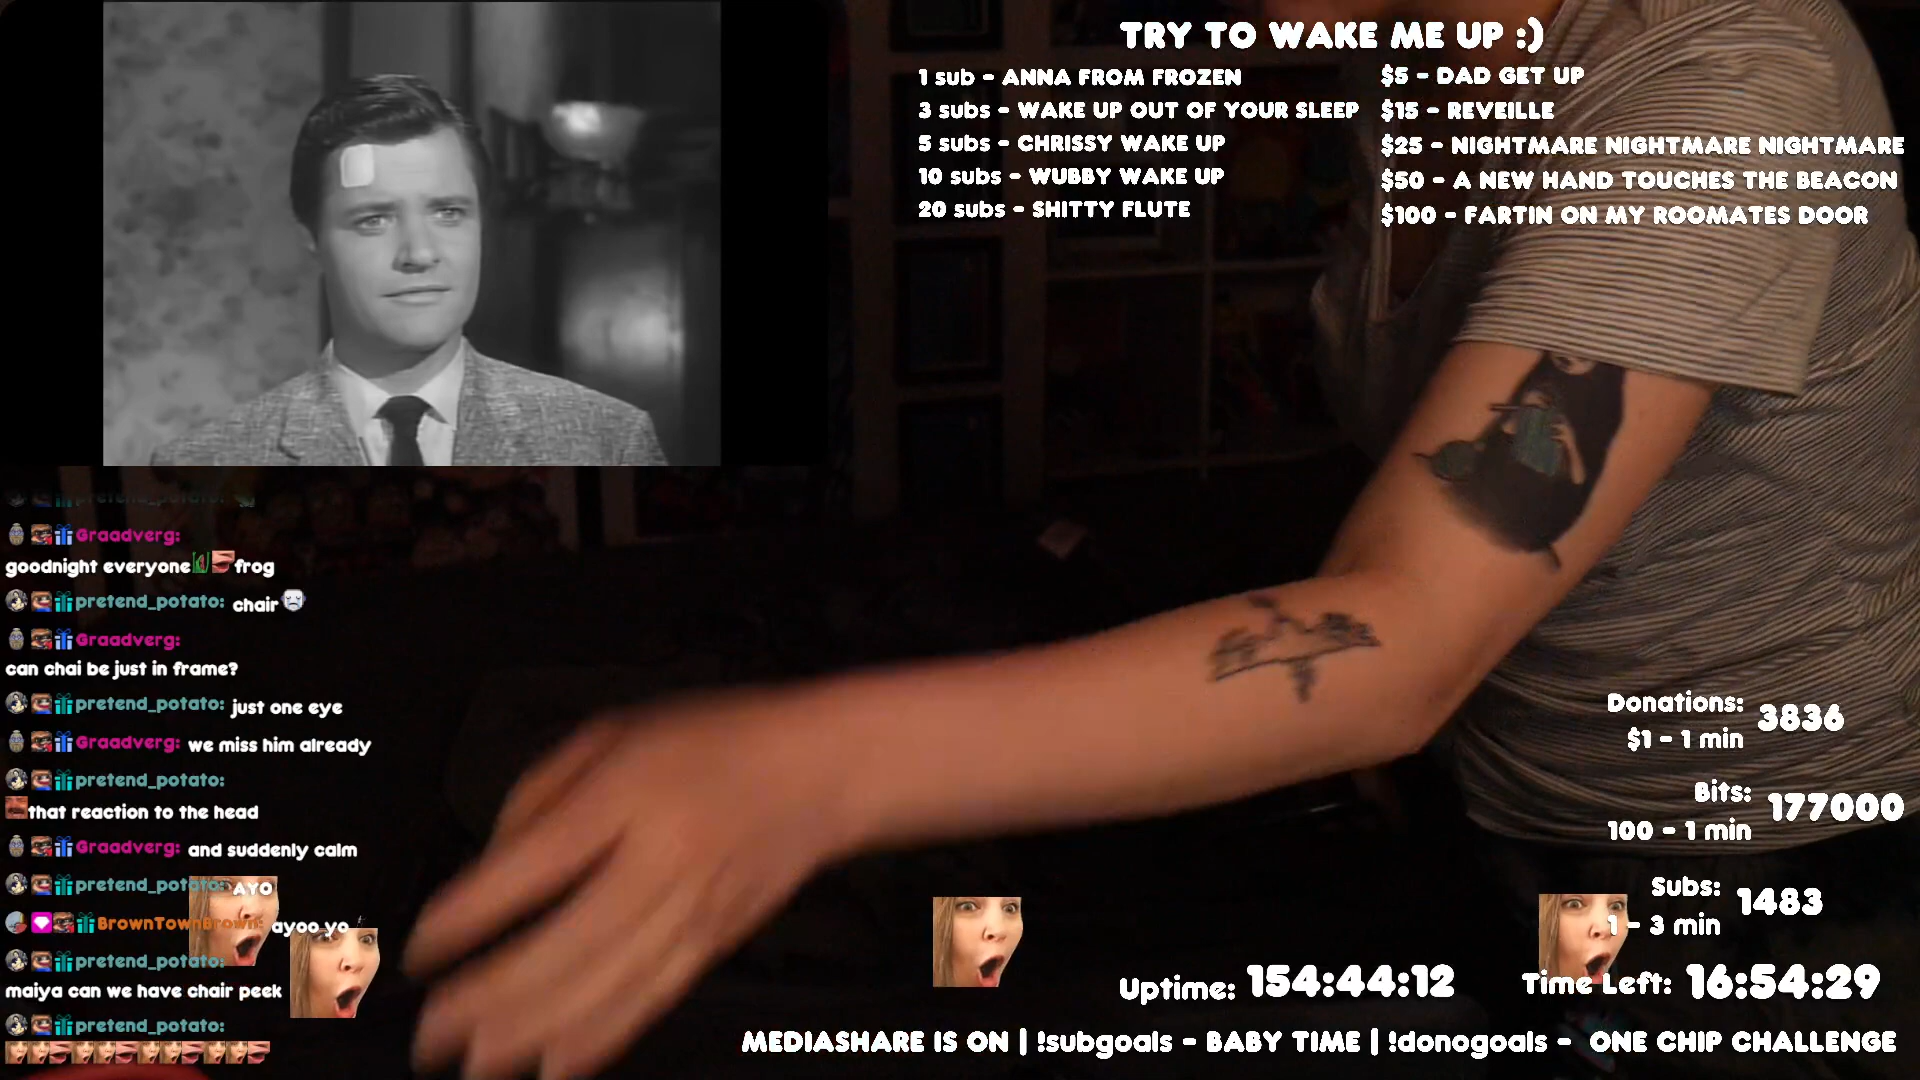 TRY TO WAKE ME UP :)
1 sub - ANNA FROM FROZEN
3 subs - WAKE UP OUT OF YOUR SLEEP
5 subs - CHRISSY WAKE UP
10 subs - WUBBY WAKE UP
20 subs - SHITTY FLUTE
$5 - DAD GET UP
$15 - REVEILLE
$25 - NIGHTMARE NIGHTMARE NIGHTMARE
$50 - A NEW HAND TOUCHES THE BEACON
$100 - FARTIN ON MY ROOMATES DOOR
pretend_potato:
Graadverg:
goodnight everyone frog
pretend_potato: chair
Graadverg:
can chai be just in frame?
pretend_potato: just one eye
Graadverg: we miss him already
pretend_potato:
that reaction to the head
Graadverg: and suddenly calm
pretend_potato: AYO
BrownTownBrown: ayoo yo
pretend_potato:
maiya can we have chair peek
pretend_potato:
Donations: 3836
$1 - 1 min
Bits: 177000
100 - 1 min
Subs: 1483
1 - 3 min
Uptime: 154:44:12
Time Left: 16:54:29
MEDIASHARE IS ON | !subgoals - BABY TIME | !donogoals - ONE CHIP CHALLENGE